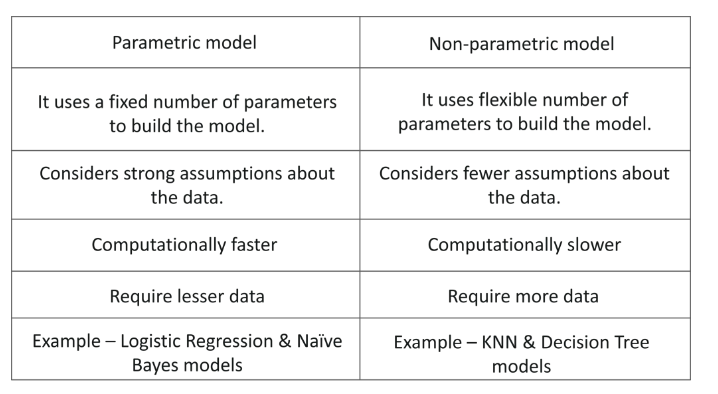 Parametric model
Non-parametric model
It uses a fixed number of parameters
to build the model.
It uses flexible number of
parameters to build the model.
Considers strong assumptions about
the data.
Considers fewer assumptions about
the data.
Computationally faster
Computationally slower
Require lesser data
Require more data
Example – Logistic Regression & Naïve
Bayes models
Example – KNN & Decision Tree
models